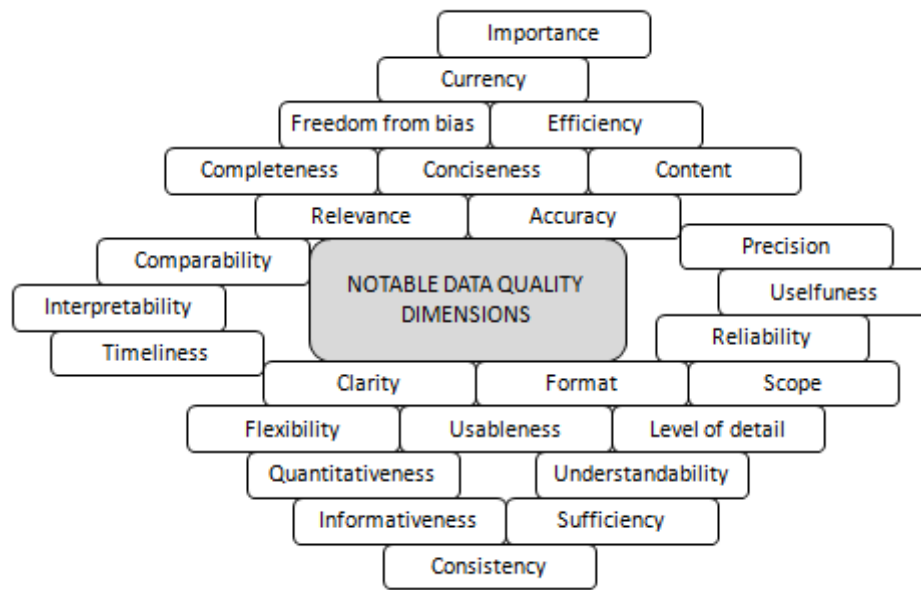 Importance
Currency
Freedom from bias
Efficiency
Completeness
Conciseness
Content
Relevance
Accuracy
Precision
Comparability
NOTABLE DATA QUALITY
DIMENSIONS
Uselfuness
Interpretability
Reliability
Timeliness
Clarity
Format
Scope
Flexibility
Usableness
Level of detail
Quantitativeness
Understandability
Informativeness
Sufficiency
Consistency